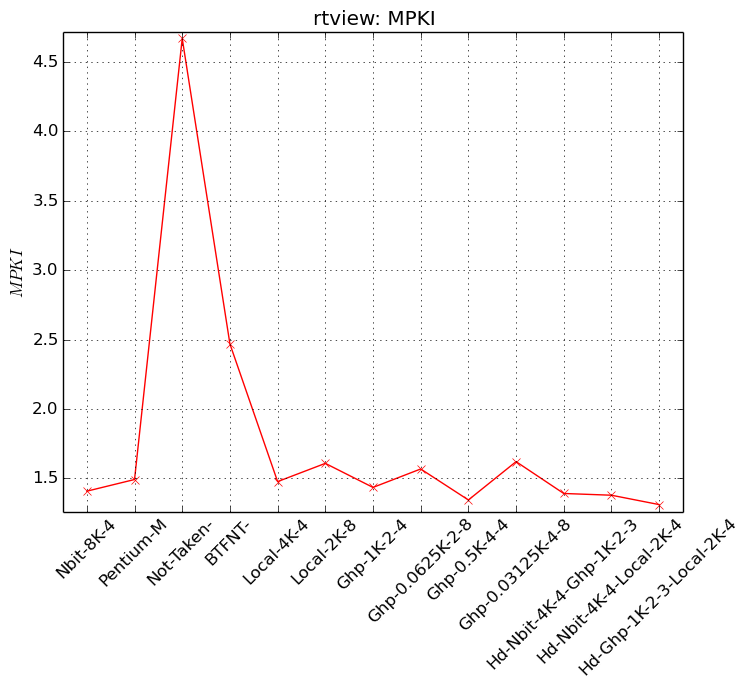 rtview: MPKI
MPKI
4.5
4.0
3.5
3.0
2.5
2.0
1.5
Nbit-8K-4
Pentium-M
Not-Taken-
BTFNT-
Local-4K-4
Local-2K-8
Ghp-1K-2-4
Ghp-0.0625K-2-8
Ghp-0.5K-4-4
Ghp-0.03125K-4-8
Hd-Nbit-4K-4-Ghp-1K-2-3
Hd-Nbit-4K-4-Local-2K-4
Hd-Ghp-1K-2-3-Local-2K-4